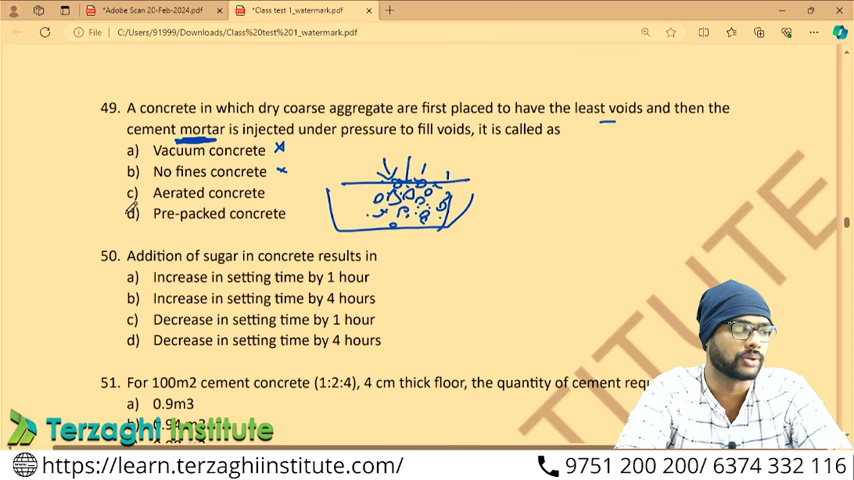 *Adobe Scan 20-Feb-2024.pdf
*Class test 1_watermark.pdf
File
C:/Users/91999/Downloads/Class%20test%201_watermark.pdf
49. A concrete in which dry coarse aggregate are first placed to have the least voids and then the
cement mortar is injected under pressure to fill voids, it is called as
a) Vacuum concrete
b) No fines concrete
c) Aerated concrete
d) Pre-packed concrete
50. Addition of sugar in concrete results in
a) Increase in setting time by 1 hour
b) Increase in setting time by 4 hours
c) Decrease in setting time by 1 hour
d) Decrease in setting time by 4 hours
51. For 100m2 cement concrete (1:2:4), 4 cm thick floor, the quantity of cement
a) 0.9m3
TITUTE
Terzaghi Institute
https://learn.terzaghiinstitute.com/
9751 200 200/ 6374 332 116